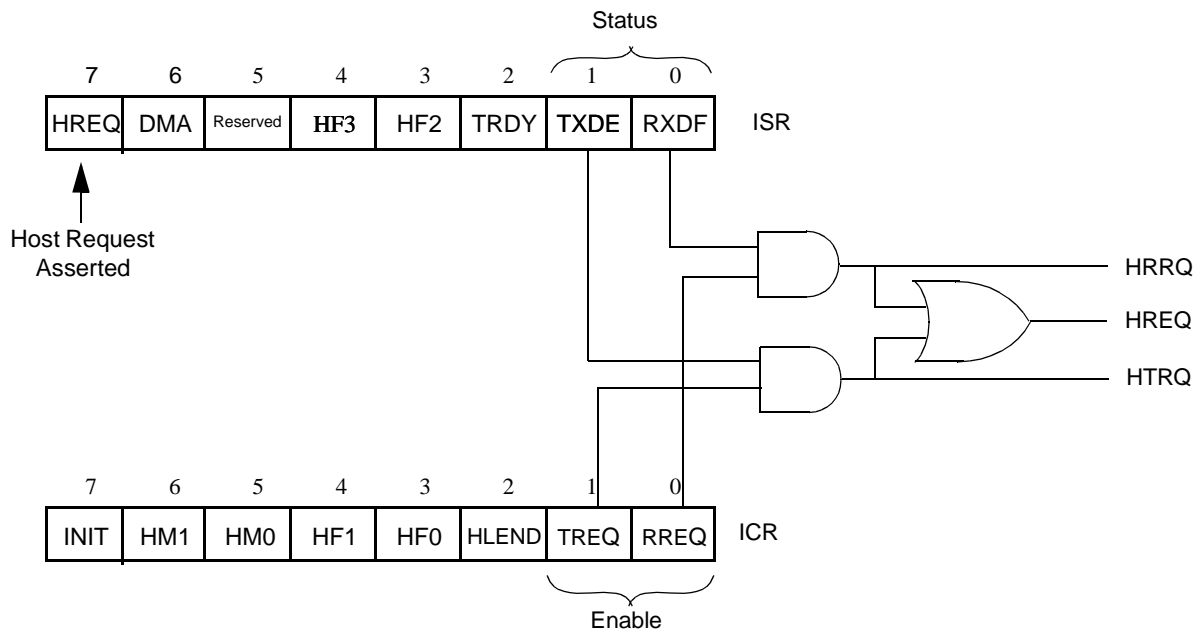 Status
7 6 5 4 3 2 1 0
HREQ DMA Reserved HF3 HF2 TRDY TXDE RXDF ISR
Host Request
Asserted
HRRQ
HREQ
HTRQ
7 6 5 4 3 2 1 0
INIT HM1 HM0 HF1 HF0 HLEND TREQ RREQ ICR
Enable